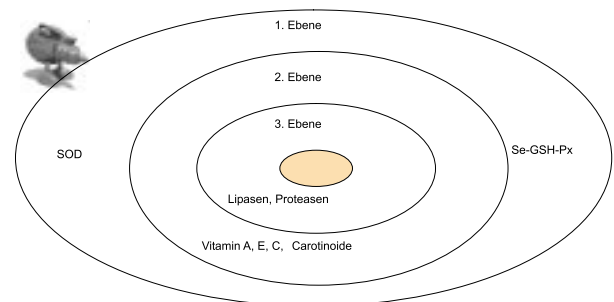 1. Ebene
2. Ebene
3. Ebene
SOD
Se-GSH-Px
Lipasen, Proteasen
Vitamin A, E, C, Carotinoide